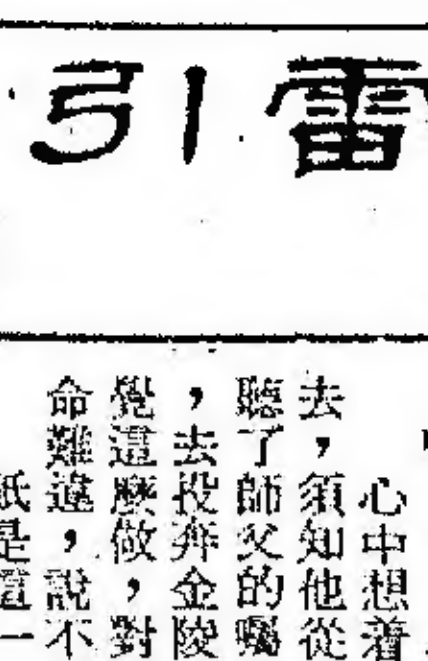 雷引
心中想着
去，須知他從
聽了，師父的囑
，去投奔金陵
覺這麼做，對
命難違，說不
祇是這一